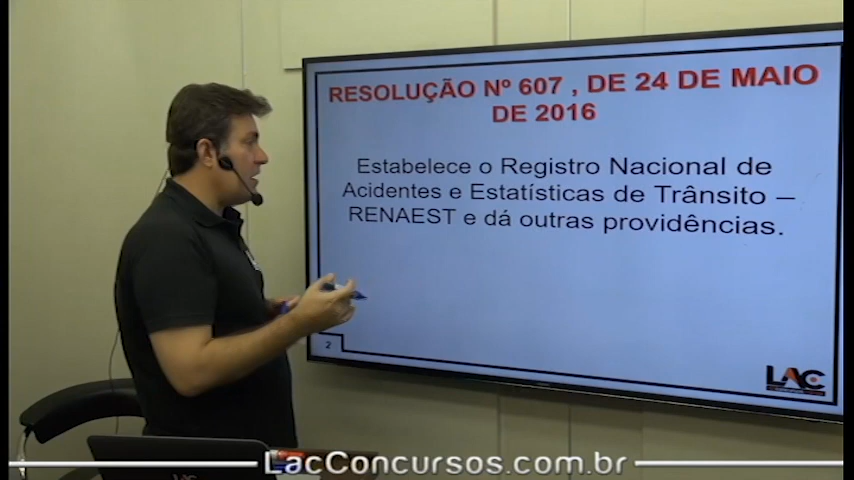 RESOLUÇÃO Nº 607 , DE 24 DE MAIO
DE 2016
Estabelece o Registro Nacional de
Acidentes e Estatísticas de Trânsito –
RENAEST e dá outras providências.
2
LAC
LacConcursos.com.br